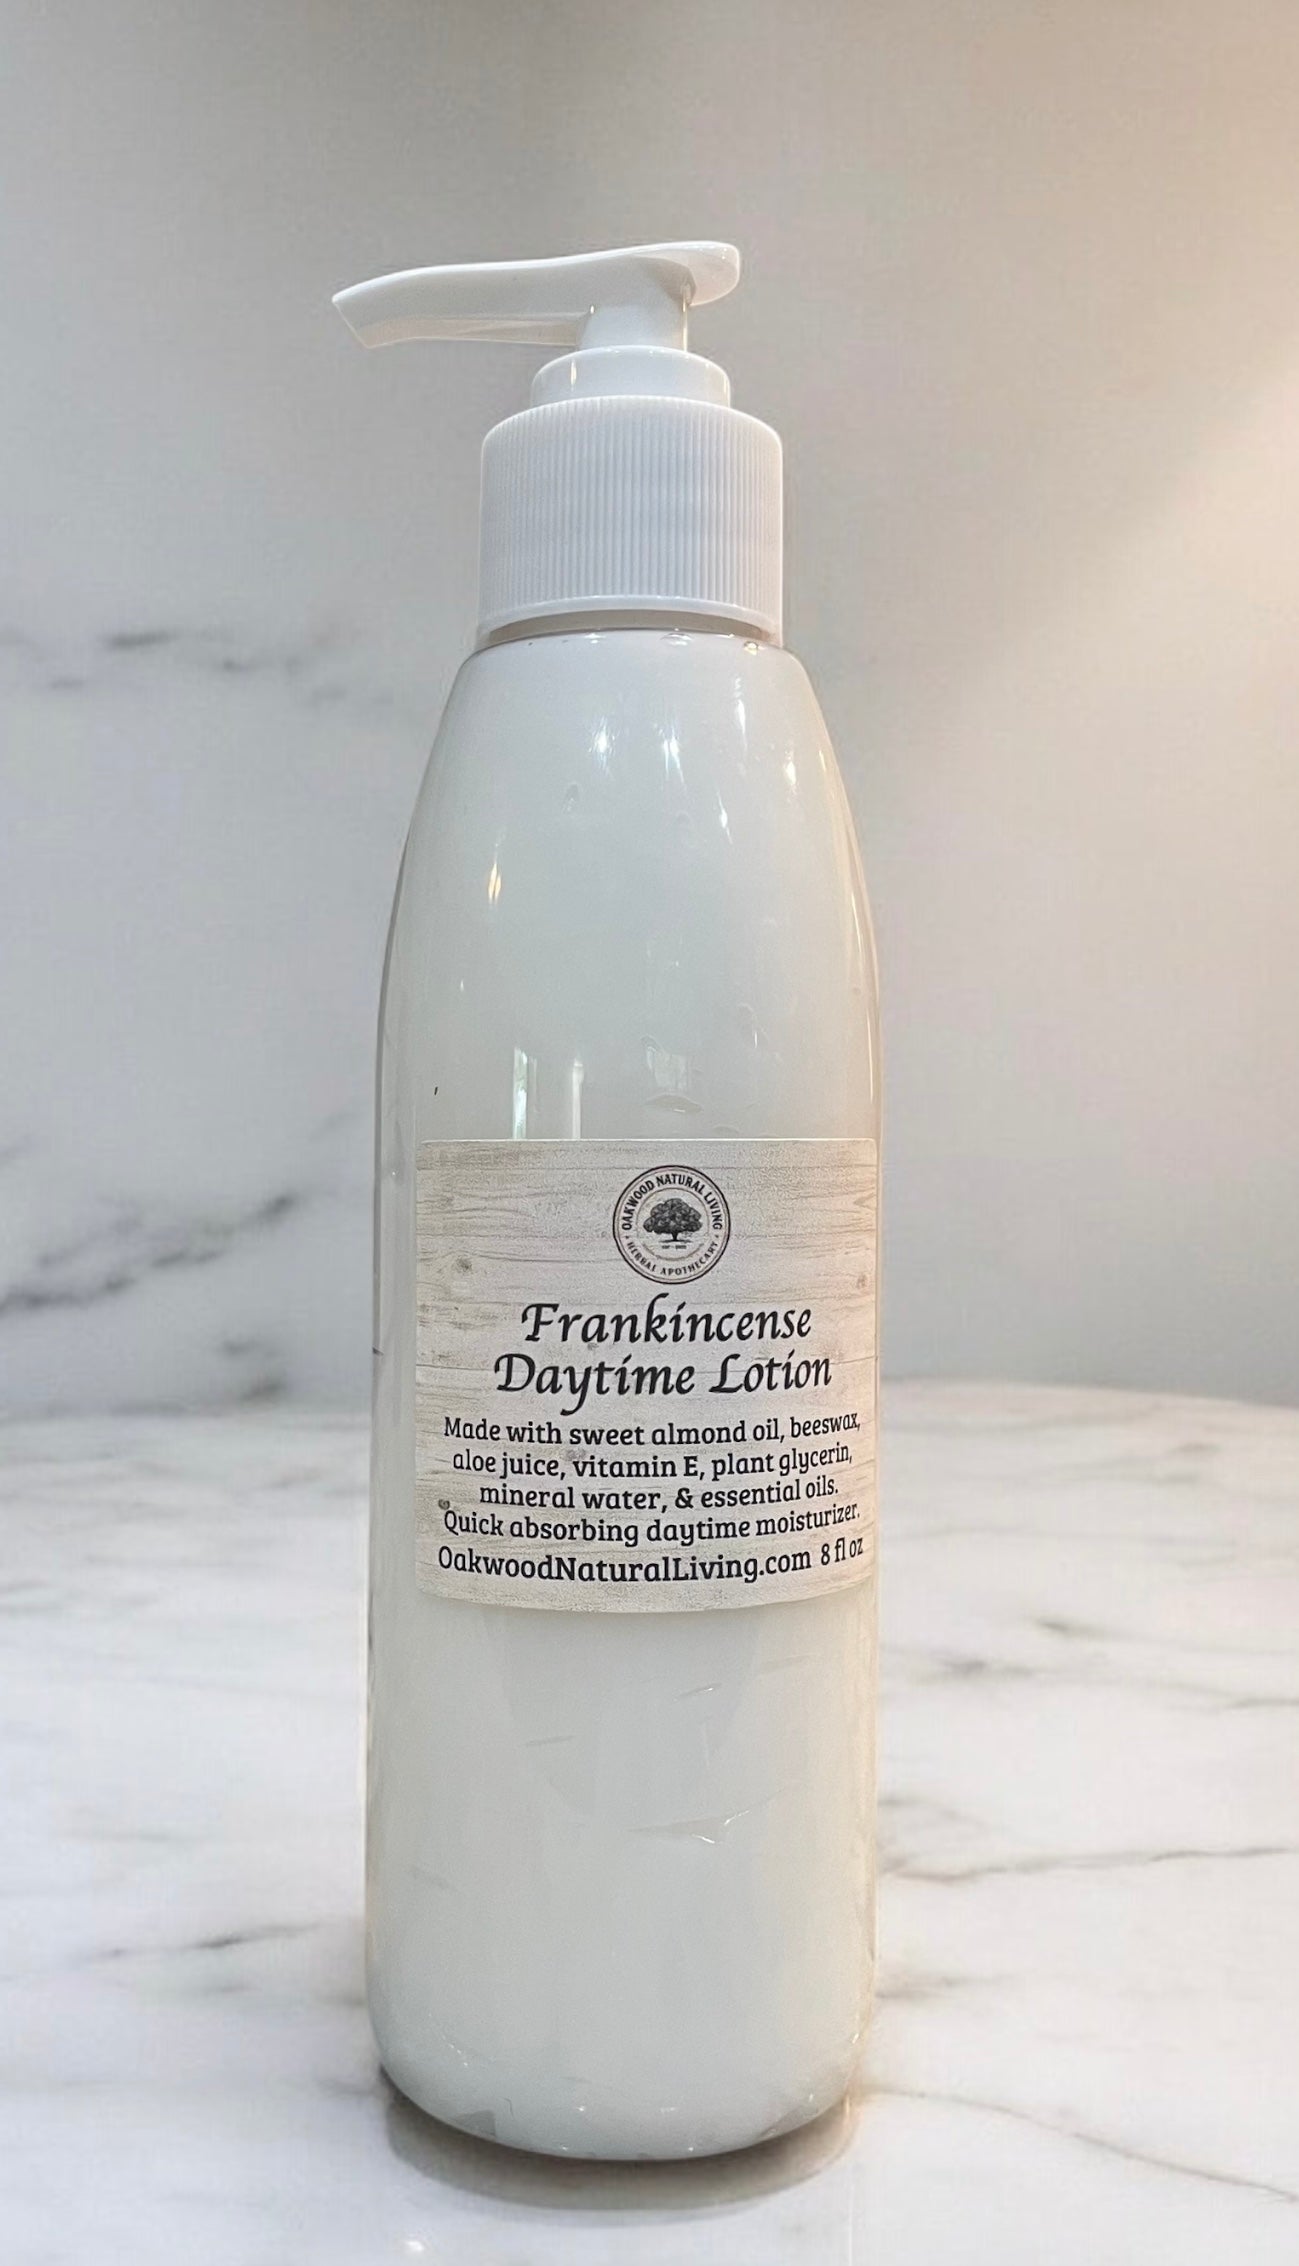 OAKWOOD NATURAL LIVING
HERBAL APOTHECARY
Frankincense
Daytime Lotion
Made with sweet almond oil, beeswax,
aloe juice, vitamin E, plant glycerin,
mineral water, & essential oils.
Quick absorbing daytime moisturizer.
OakwoodNaturalLiving.com 8 fl oz